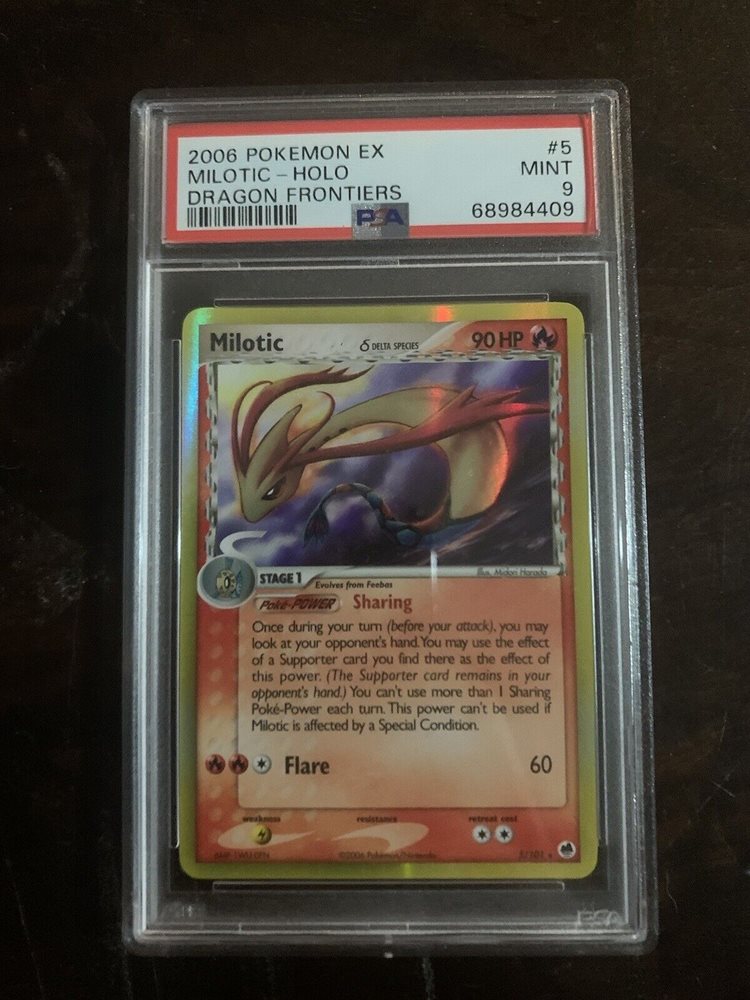 2006 POKEMON EX #5
MILOTIC - HOLO MINT
DRAGON FRONTIERS 9
PSA 68984409
Milotic δ DELTA SPECIES 90 HP
Illus. Midori Harada
STAGE 1 Evolves from Feebas
Poké-POWER Sharing
Once during your turn (before your attack), you may
look at your opponent's hand. You may use the effect
of a Supporter card you find there as the effect of
this power. (The Supporter card remains in your
opponent's hand.) You can't use more than 1 Sharing
Poké-Power each turn. This power can't be used if
Milotic is affected by a Special Condition.
Flare 60
weakness resistance retreat cost
©2006 Pokémon/Nintendo 5/101 ★
PSA